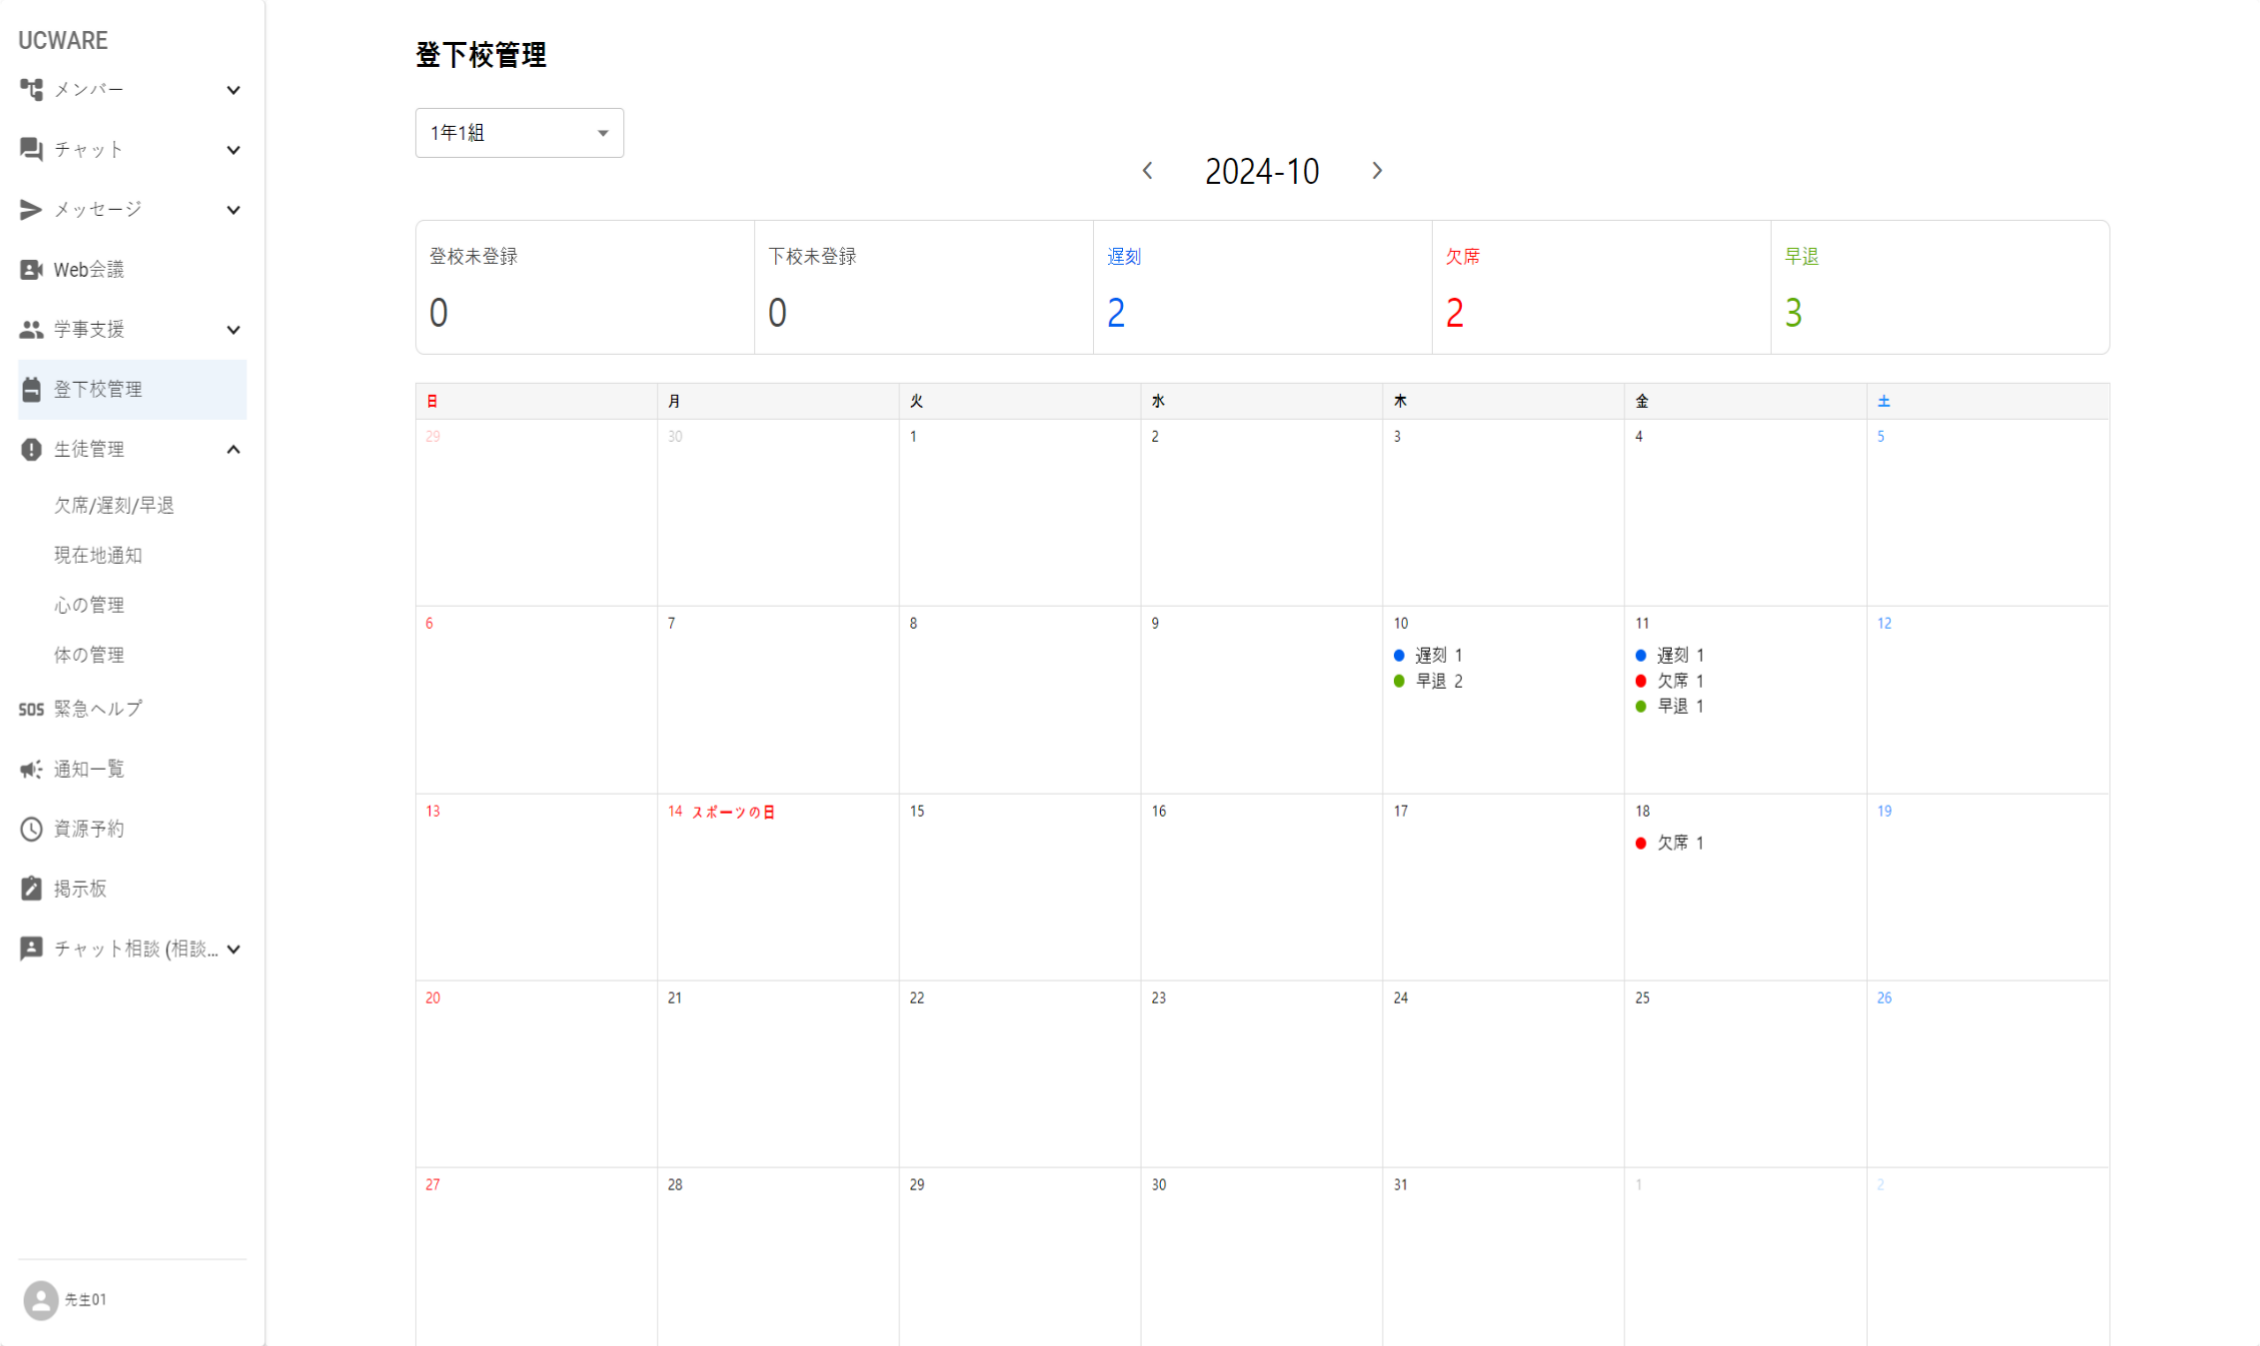 UCWARE
メンバー
チャット
メッセージ
Web会議
学事支援
登下校管理
生徒管理
欠席/遅刻/早退
現在地通知
心の管理
体の管理
SOS 緊急ヘルプ
通知一覧
資源予約
掲示板
チャット相談 (相談...
先生01
登下校管理
1年1組
2024-10
登校未登録 下校未登録 遅刻 欠席 早退
0 0 2 2 3
日 月 火 水 木 金 土
29 30 1 2 3 4 5
6 7 8 9 10 11 12
遅刻 1 遅刻 1
早退 2 欠席 1
早退 1
13 14 スポーツの日 15 16 17 18 19
欠席 1
20 21 22 23 24 25 26
27 28 29 30 31 1 2